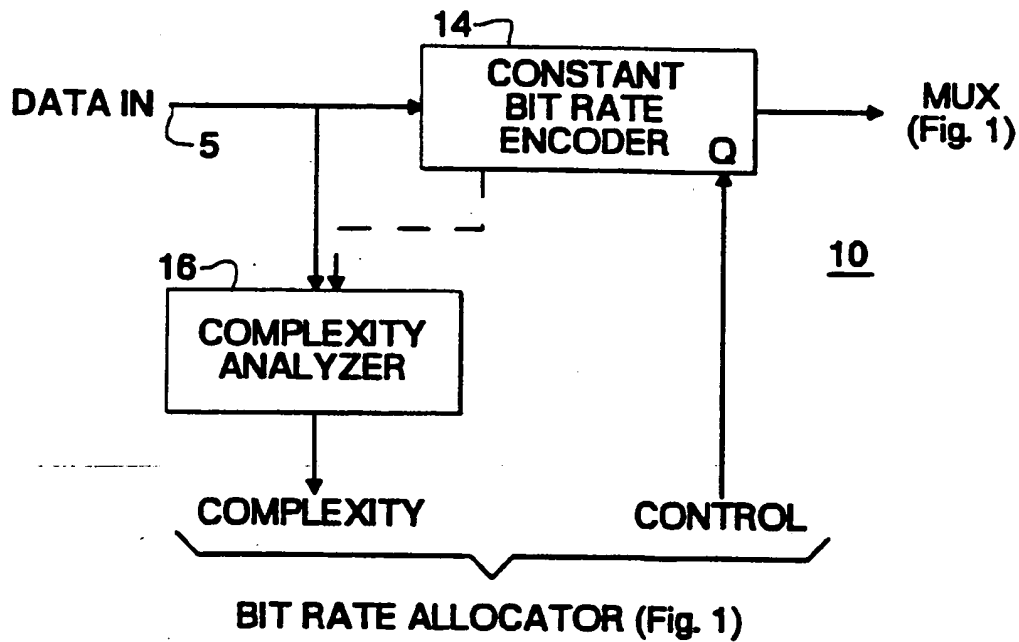 14
CONSTANT
BIT RATE
ENCODER
Q
DATA IN
5
MUX
(Fig. 1)
10
16
COMPLEXITY
ANALYZER
COMPLEXITY
CONTROL
BIT RATE ALLOCATOR (Fig. 1)